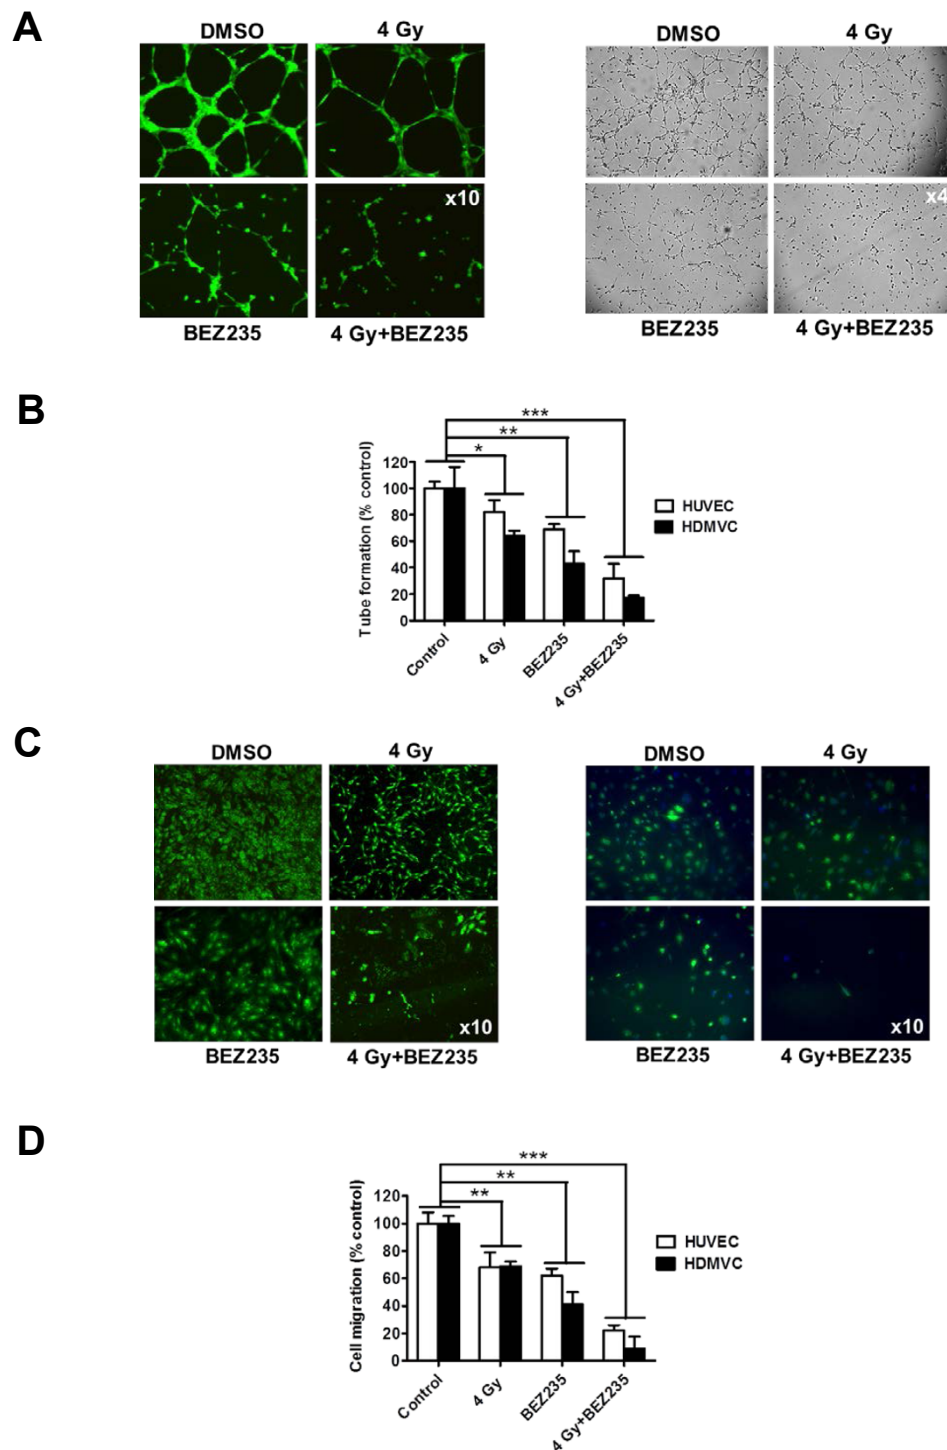 A
DMSO
4 Gy
DMSO
4 Gy
x10
x4
BEZ235
4 Gy+BEZ235
BEZ235
4 Gy+BEZ235
B
***
**
*
Tube formation (% control)
120
100
80
60
40
20
0
HUVEC
HDMVC
Control
4 Gy
BEZ235
4 Gy+BEZ235
C
DMSO
4 Gy
DMSO
4 Gy
x10
x10
BEZ235
4 Gy+BEZ235
BEZ235
4 Gy+BEZ235
D
***
**
**
Cell migration (% control)
120
100
80
60
40
20
0
HUVEC
HDMVC
Control
4 Gy
BEZ235
4 Gy+BEZ235